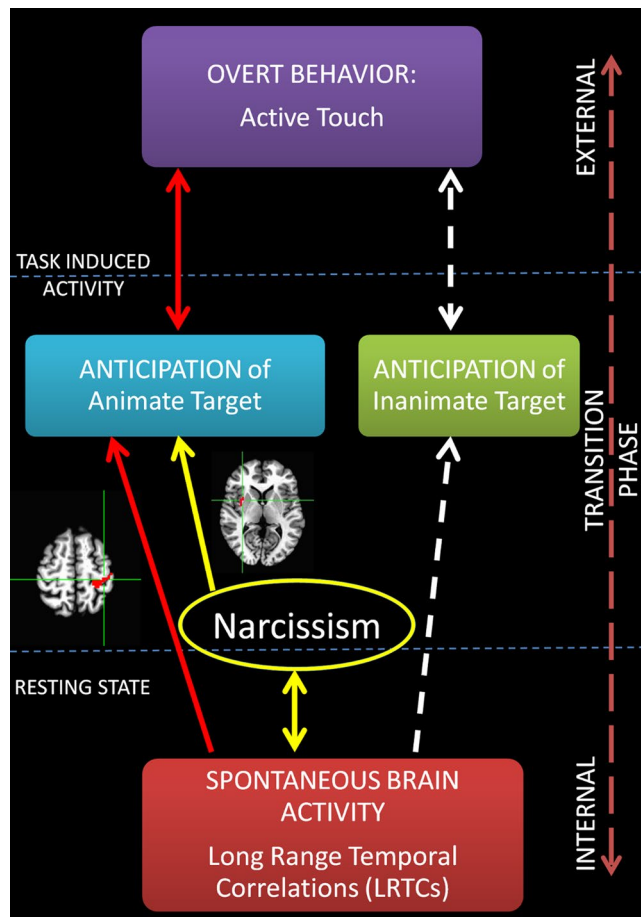 OVERT BEHAVIOR:
Active Touch
EXTERNAL
TASK INDUCED
ACTIVITY
ANTICIPATION of
Animate Target
ANTICIPATION of
Inanimate Target
TRANSITION
PHASE
Narcissism
RESTING STATE
SPONTANEOUS BRAIN
ACTIVITY
Long Range Temporal
Correlations (LRTCs)
INTERNAL